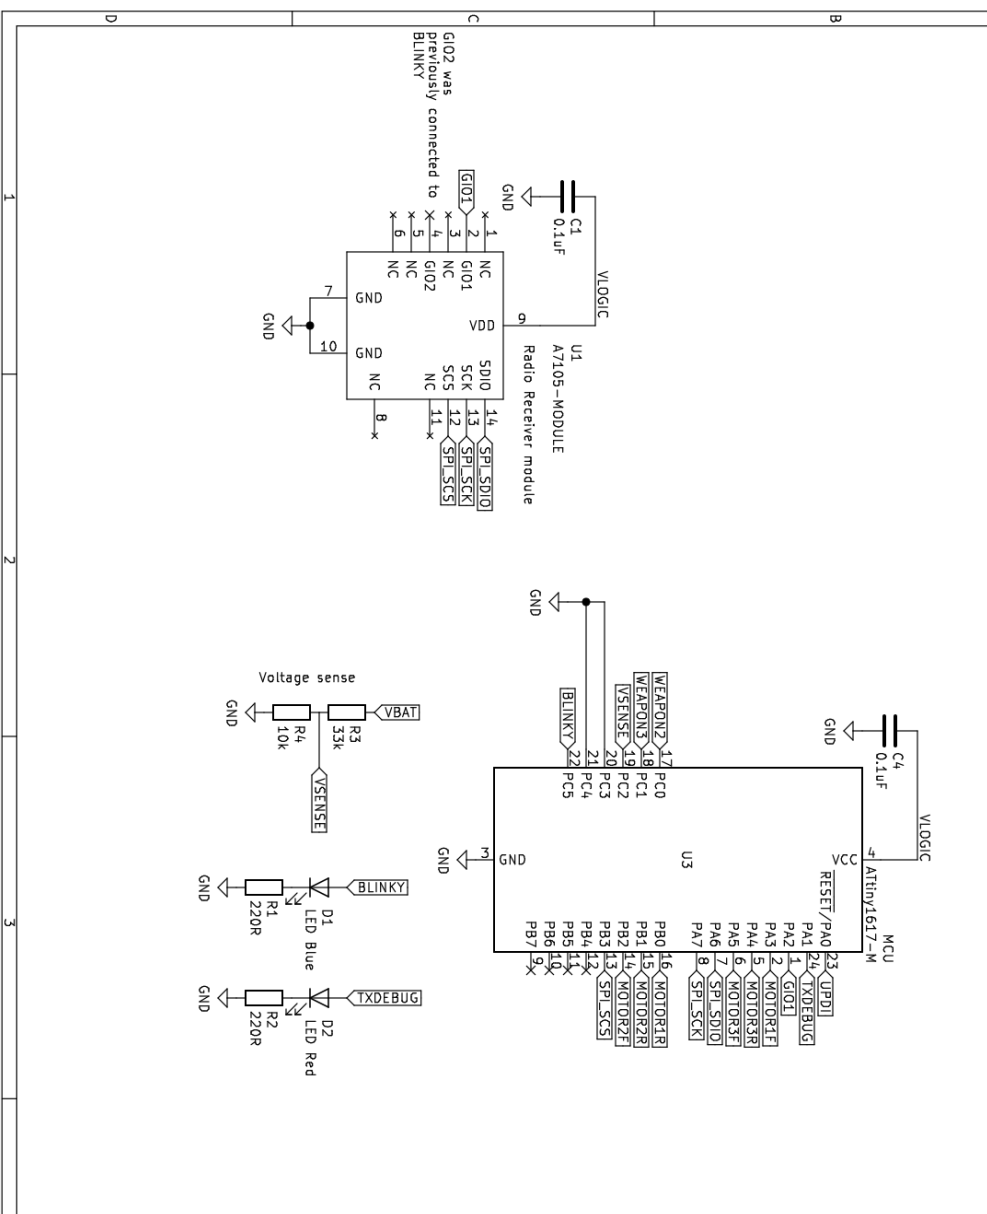 D
C
B
1
2
3
GIO2 was
previously connected to
BLINKY
GIO1
GND
C1
0.1uF
VLOGIC
1
2
3
4
5
6
NC
GIO1
NC
GIO2
NC
NC
7
GND
10
GND
GND
VDD
9
U1
A7105-MODULE
Radio Receiver module
SDIO
SCK
SCS
NC
NC
14
13
12
11
8
SPI_SDIO
SPI_SCK
SPI_SCS
GND
WEAPON2
WEAPON3
VSENSE
BLINKY
17
18
19
20
21
22
PC0
PC1
PC2
PC3
PC4
PC5
GND
C4
0.1uF
VLOGIC
VCC
4
MCU
ATtiny1617-M
U3
GND
3
GND
RESET/PA0
PA1
PA2
PA3
PA4
PA5
PA6
PA7
PB0
PB1
PB2
PB3
PB4
PB5
PB6
PB7
23
24
1
2
5
6
7
8
16
15
14
13
12
11
10
9
UPDI
TXDEBUG
GIO1
MOTOR1F
MOTOR3R
MOTOR3F
SPI_SDIO
SPI_SCK
MOTOR1R
MOTOR2R
MOTOR2F
SPI_SCS
Voltage sense
VBAT
R3
33k
R4
10k
GND
VSENSE
BLINKY
D1
LED Blue
R1
220R
GND
TXDEBUG
D2
LED Red
R2
220R
GND